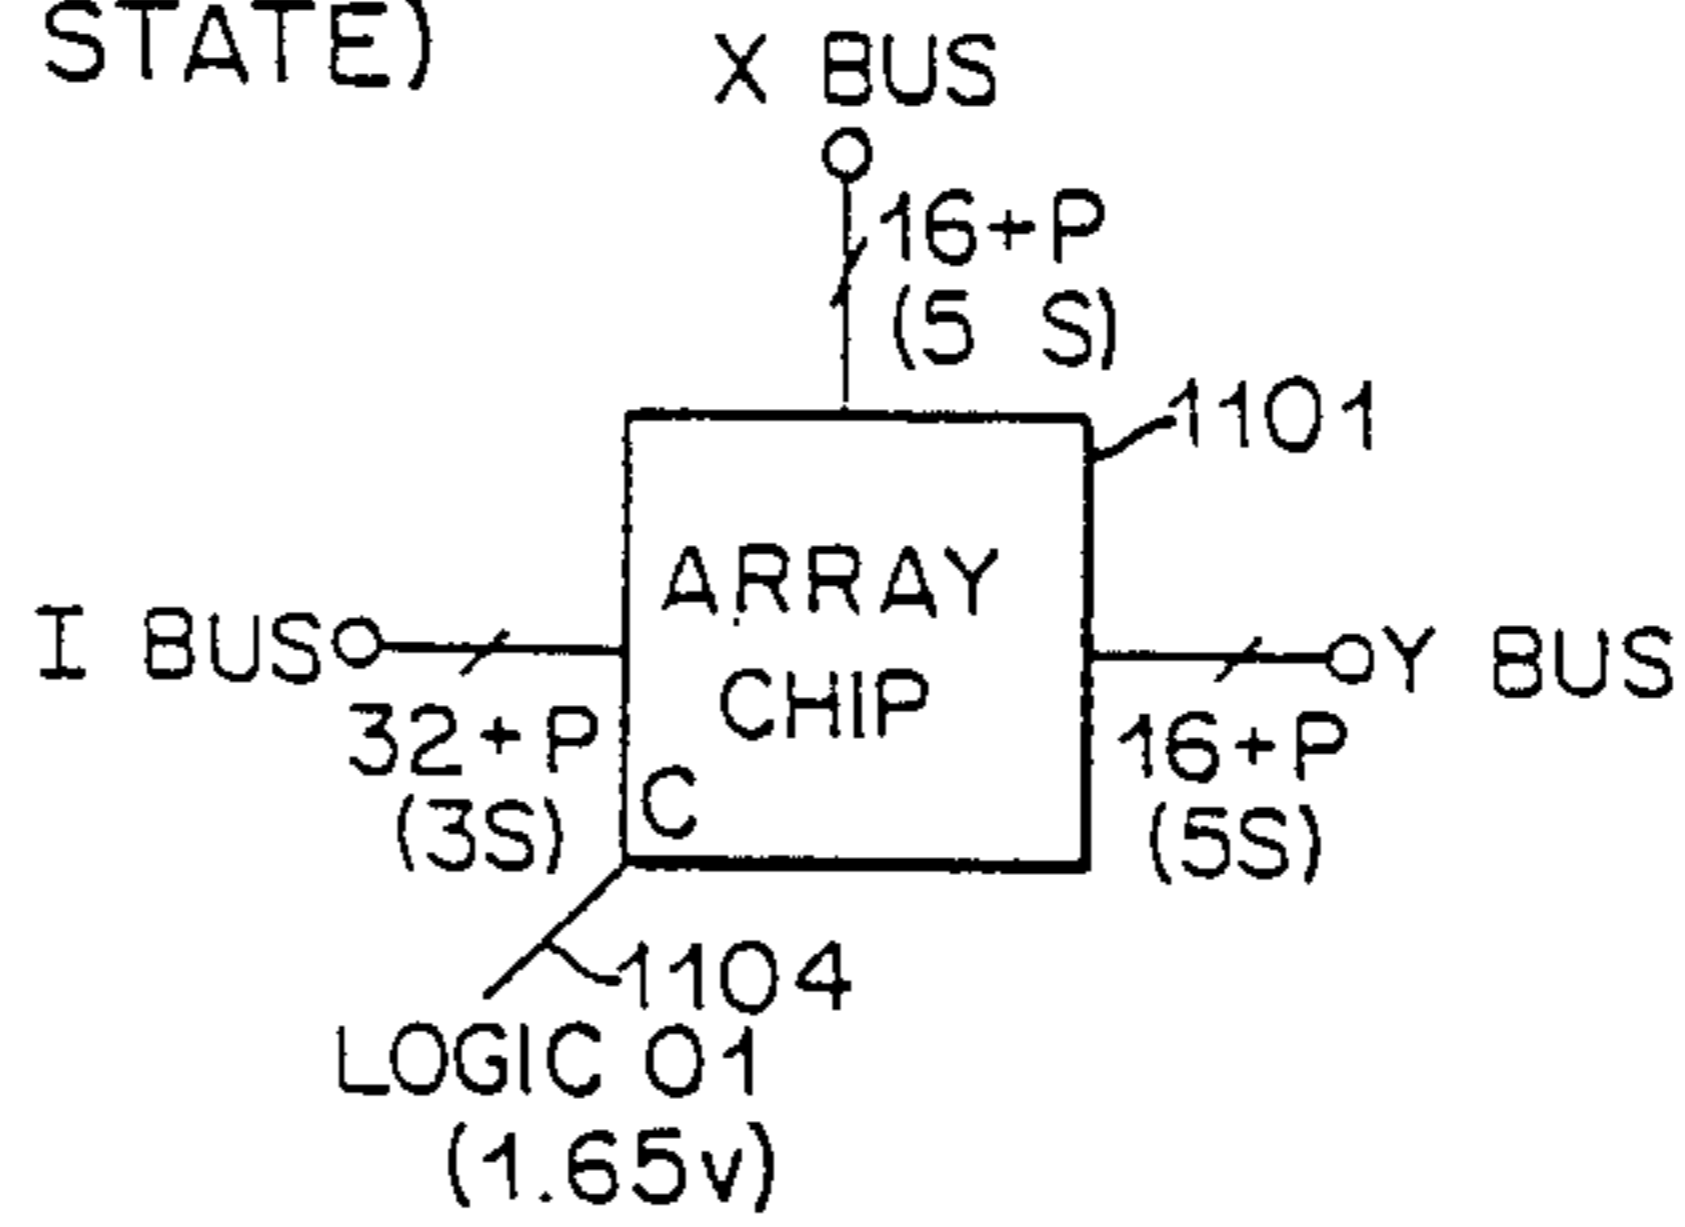 STATE)
X BUS
16+P
(5 S)
1101
ARRAY
CHIP
I BUS
32+P
(3S)
Y BUS
16+P
(5S)
C
1104
LOGIC 01
(1.65v)